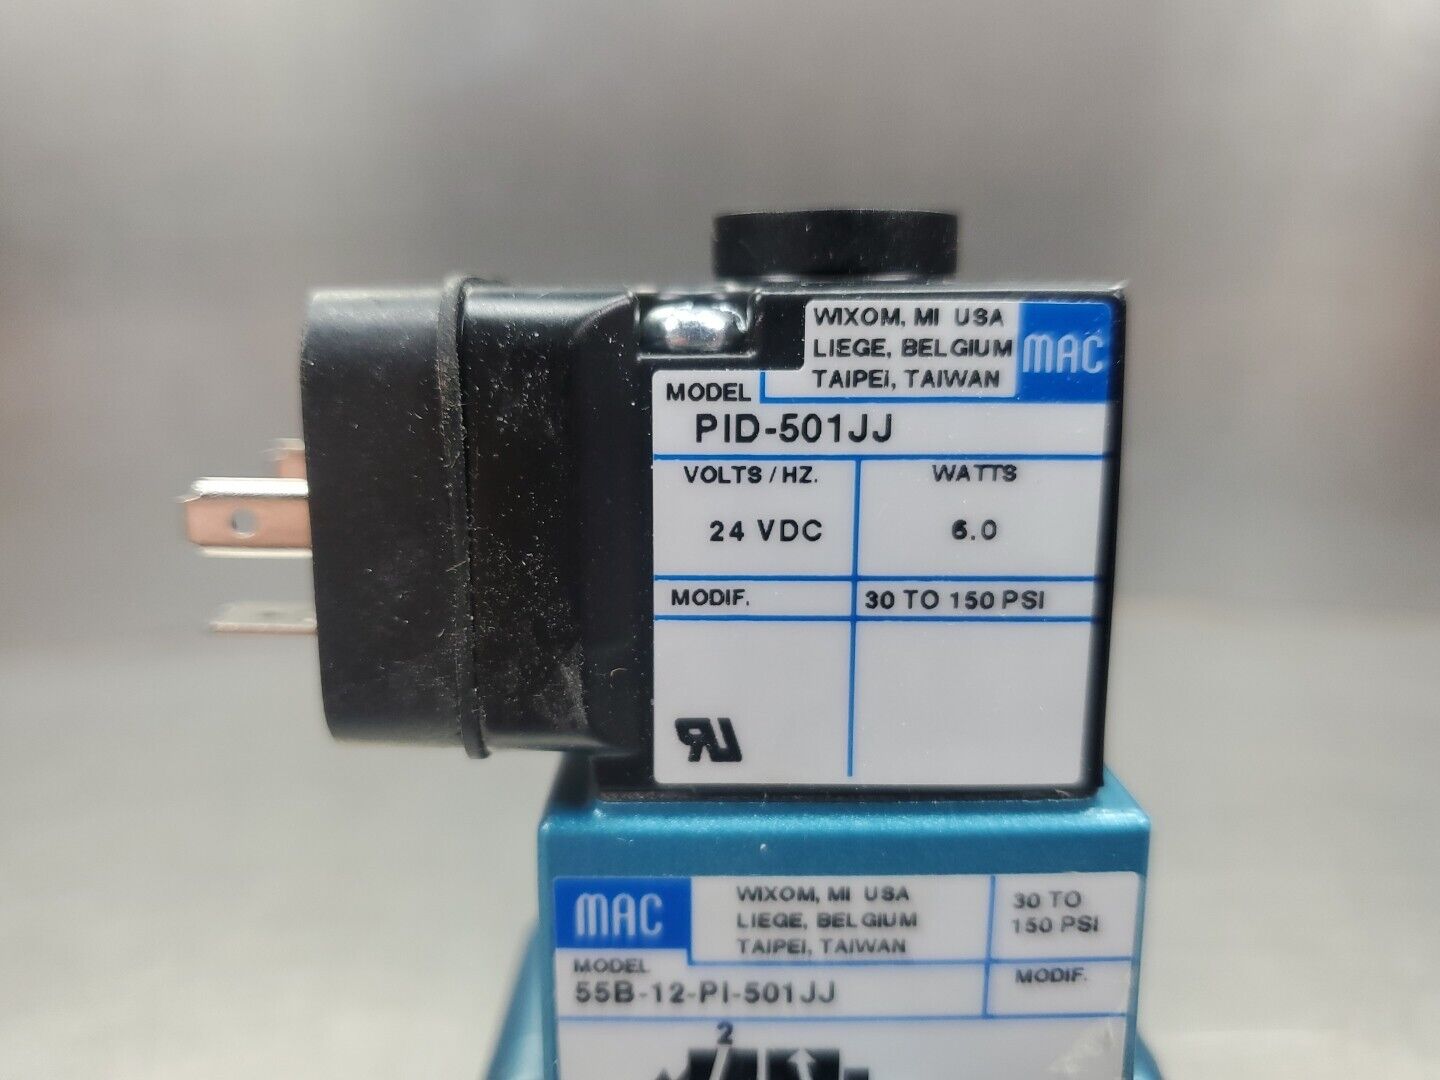 WIXOM, MI USA
LIEGE, BELGIUM
TAIPEI, TAIWAN
MAC
MODEL
PID-501JJ
VOLTS / HZ.
WATTS
24 VDC
6.0
MODIF.
30 TO 150 PSI
UR
MAC
WIXOM, MI USA
LIEGE, BELGIUM
TAIPEI, TAIWAN
30 TO
150 PSI
MODEL
55B-12-PI-501JJ
MODIF.
2